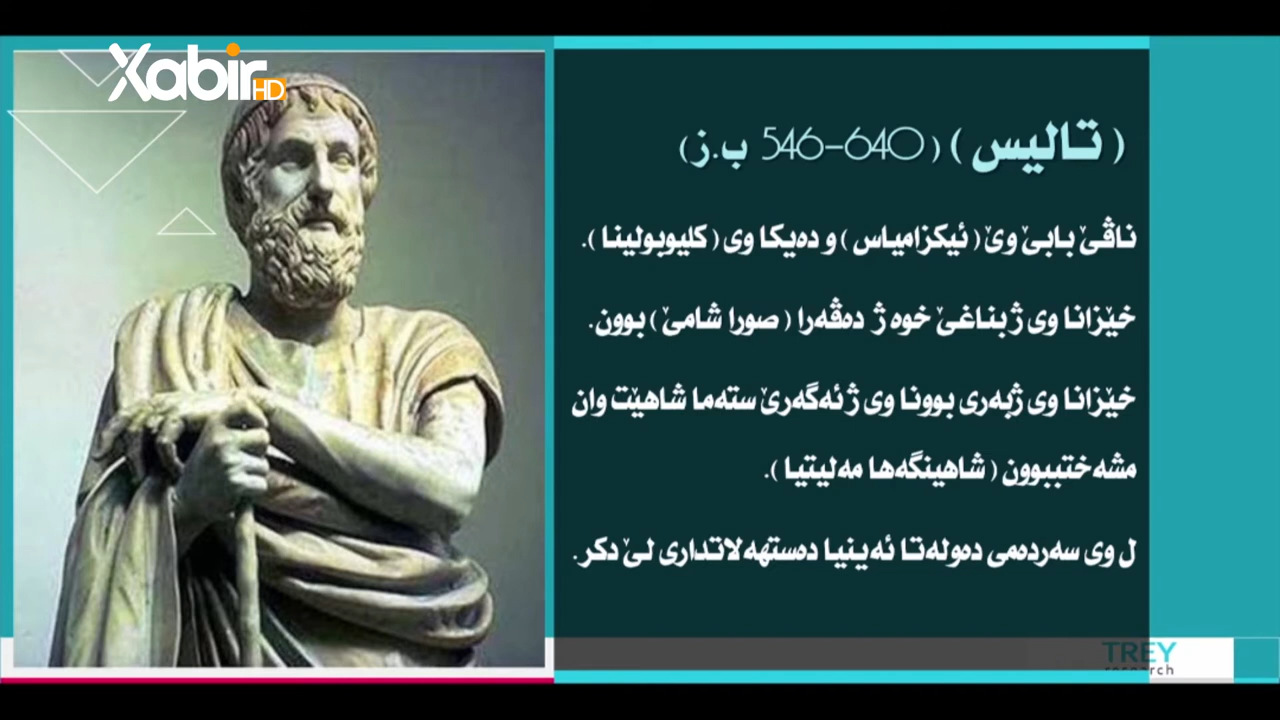 Xabir HD
( تالیس ) ( 640-546 ب.ز)
ناڤێ بابێ وێ ( ئیکزامیاس ) و دەیکا وی ( کلیوبولینا ).
خێزانا وی ژ بناغێ خوە ژ دەڤەرا ( صورا شامێ ) بوون.
خێزانا وی ژبەری بوونا وی ژ ئەگەرێ ستەما شاهێت وان
مشەختببوون ( شاهینگەها مەلیتیا ).
ل وی سەردەمی دەولەتا ئەینیا دەستهەلاتداری لێ دکر.
TREY
research